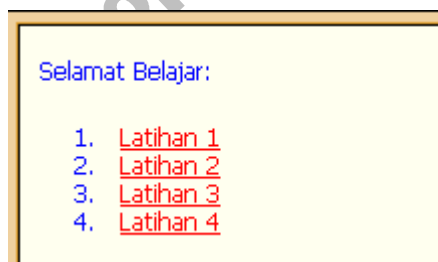 Selamat Belajar:
1. Latihan 1
2. Latihan 2
3. Latihan 3
4. Latihan 4